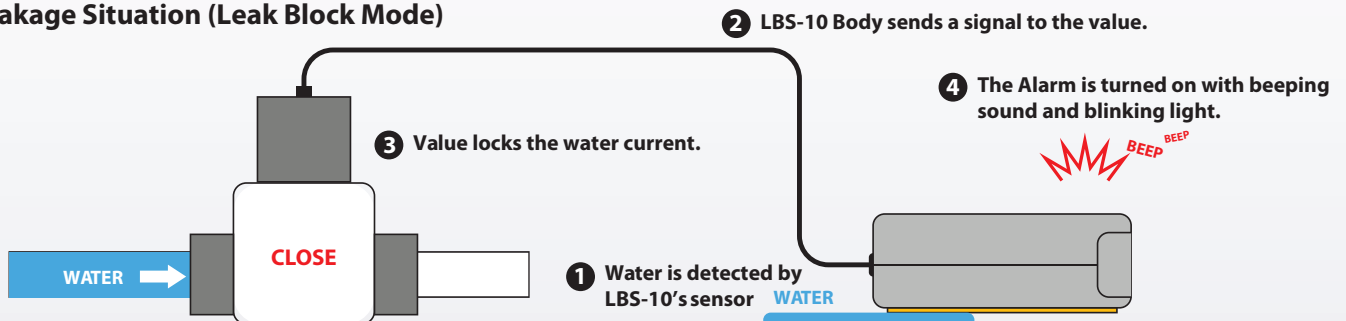 akage Situation (Leak Block Mode)
2 LBS-10 Body sends a signal to the value.
4 The Alarm is turned on with beeping
sound and blinking light.
BEEP BEEP
3 Value locks the water current.
CLOSE
WATER
1 Water is detected by
LBS-10's sensor
WATER